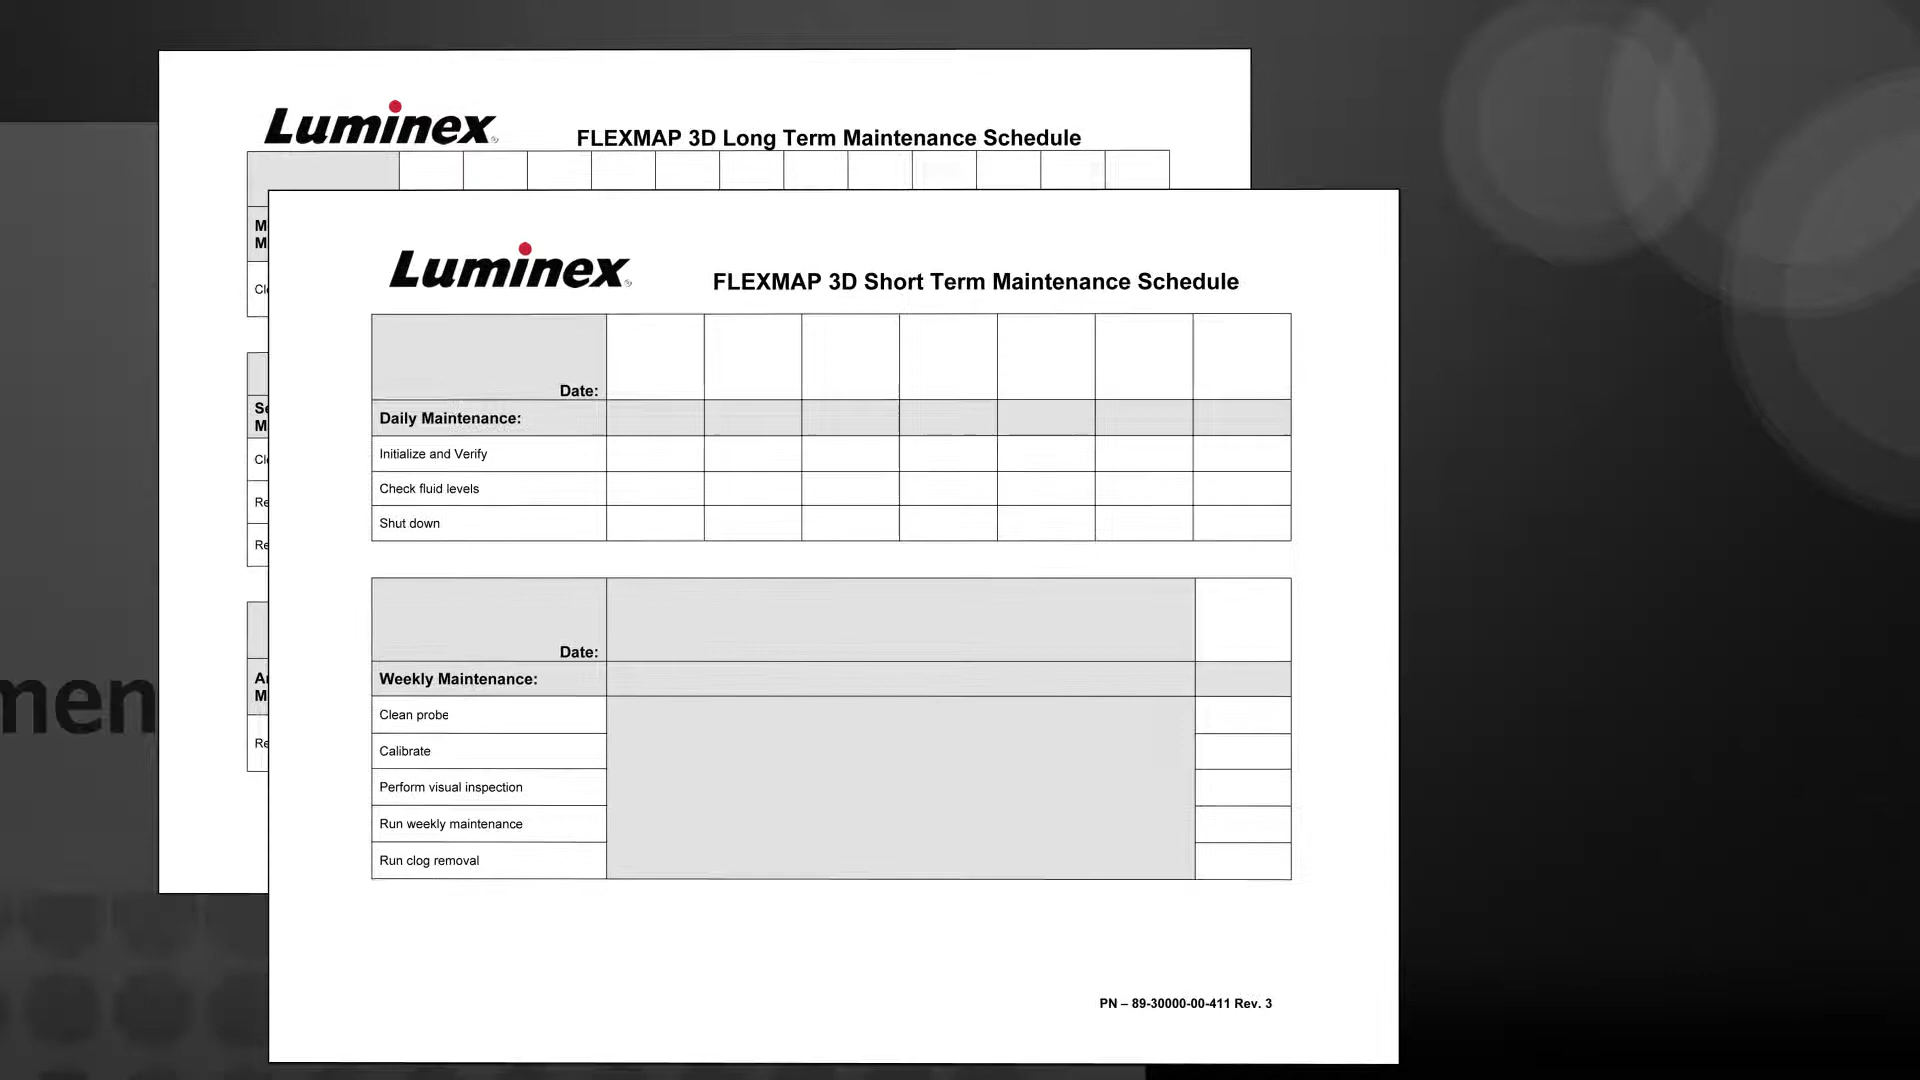 Luminex
FLEXMAP 3D Long Term Maintenance Schedule
Luminex
FLEXMAP 3D Short Term Maintenance Schedule
Date:
Daily Maintenance:
Initialize and Verify
Check fluid levels
Shut down
Date:
Weekly Maintenance:
Clean probe
Calibrate
Perform visual inspection
Run weekly maintenance
Run clog removal
PN – 89-30000-00-411 Rev. 3